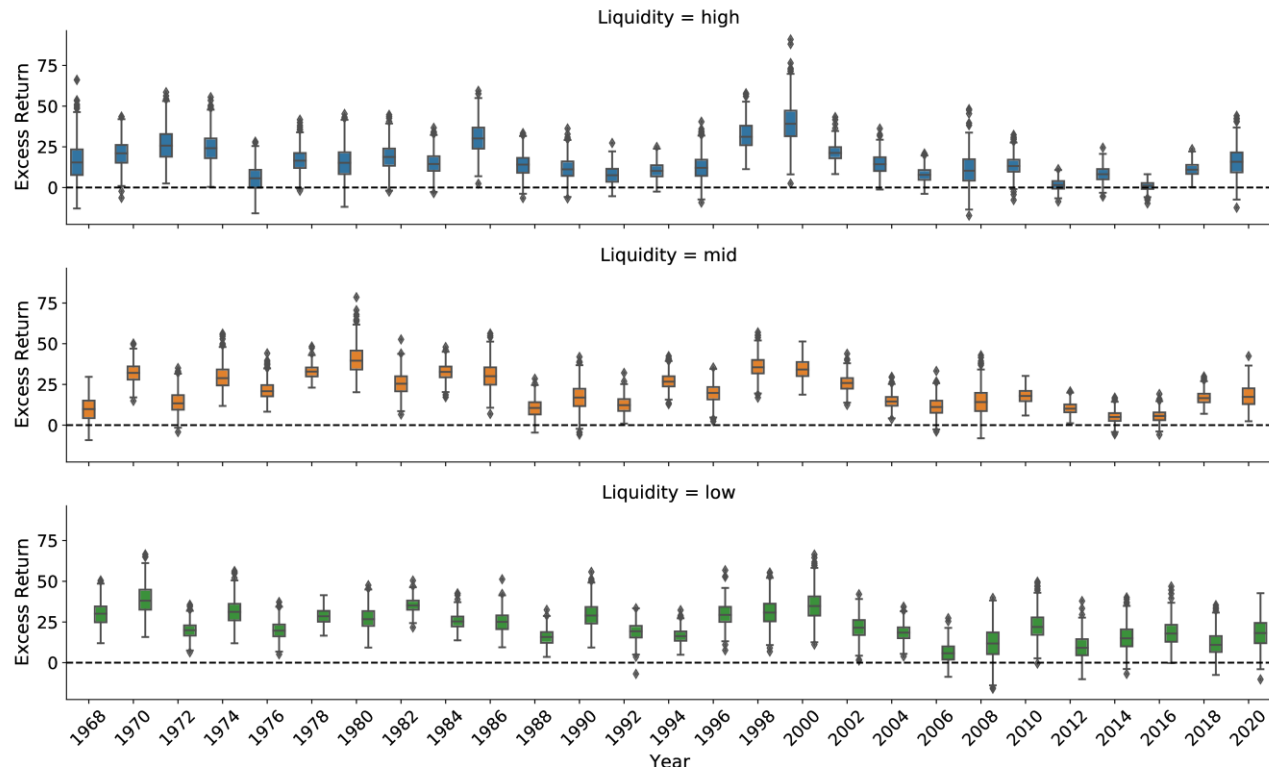 Liquidity = high
Excess Return
75
50
25
0
Liquidity = mid
Excess Return
75
50
25
0
Liquidity = low
Excess Return
75
50
25
0
1968 1970 1972 1974 1976 1978 1980 1982 1984 1986 1988 1990 1992 1994 1996 1998 2000 2002 2004 2006 2008 2010 2012 2014 2016 2018 2020
Year